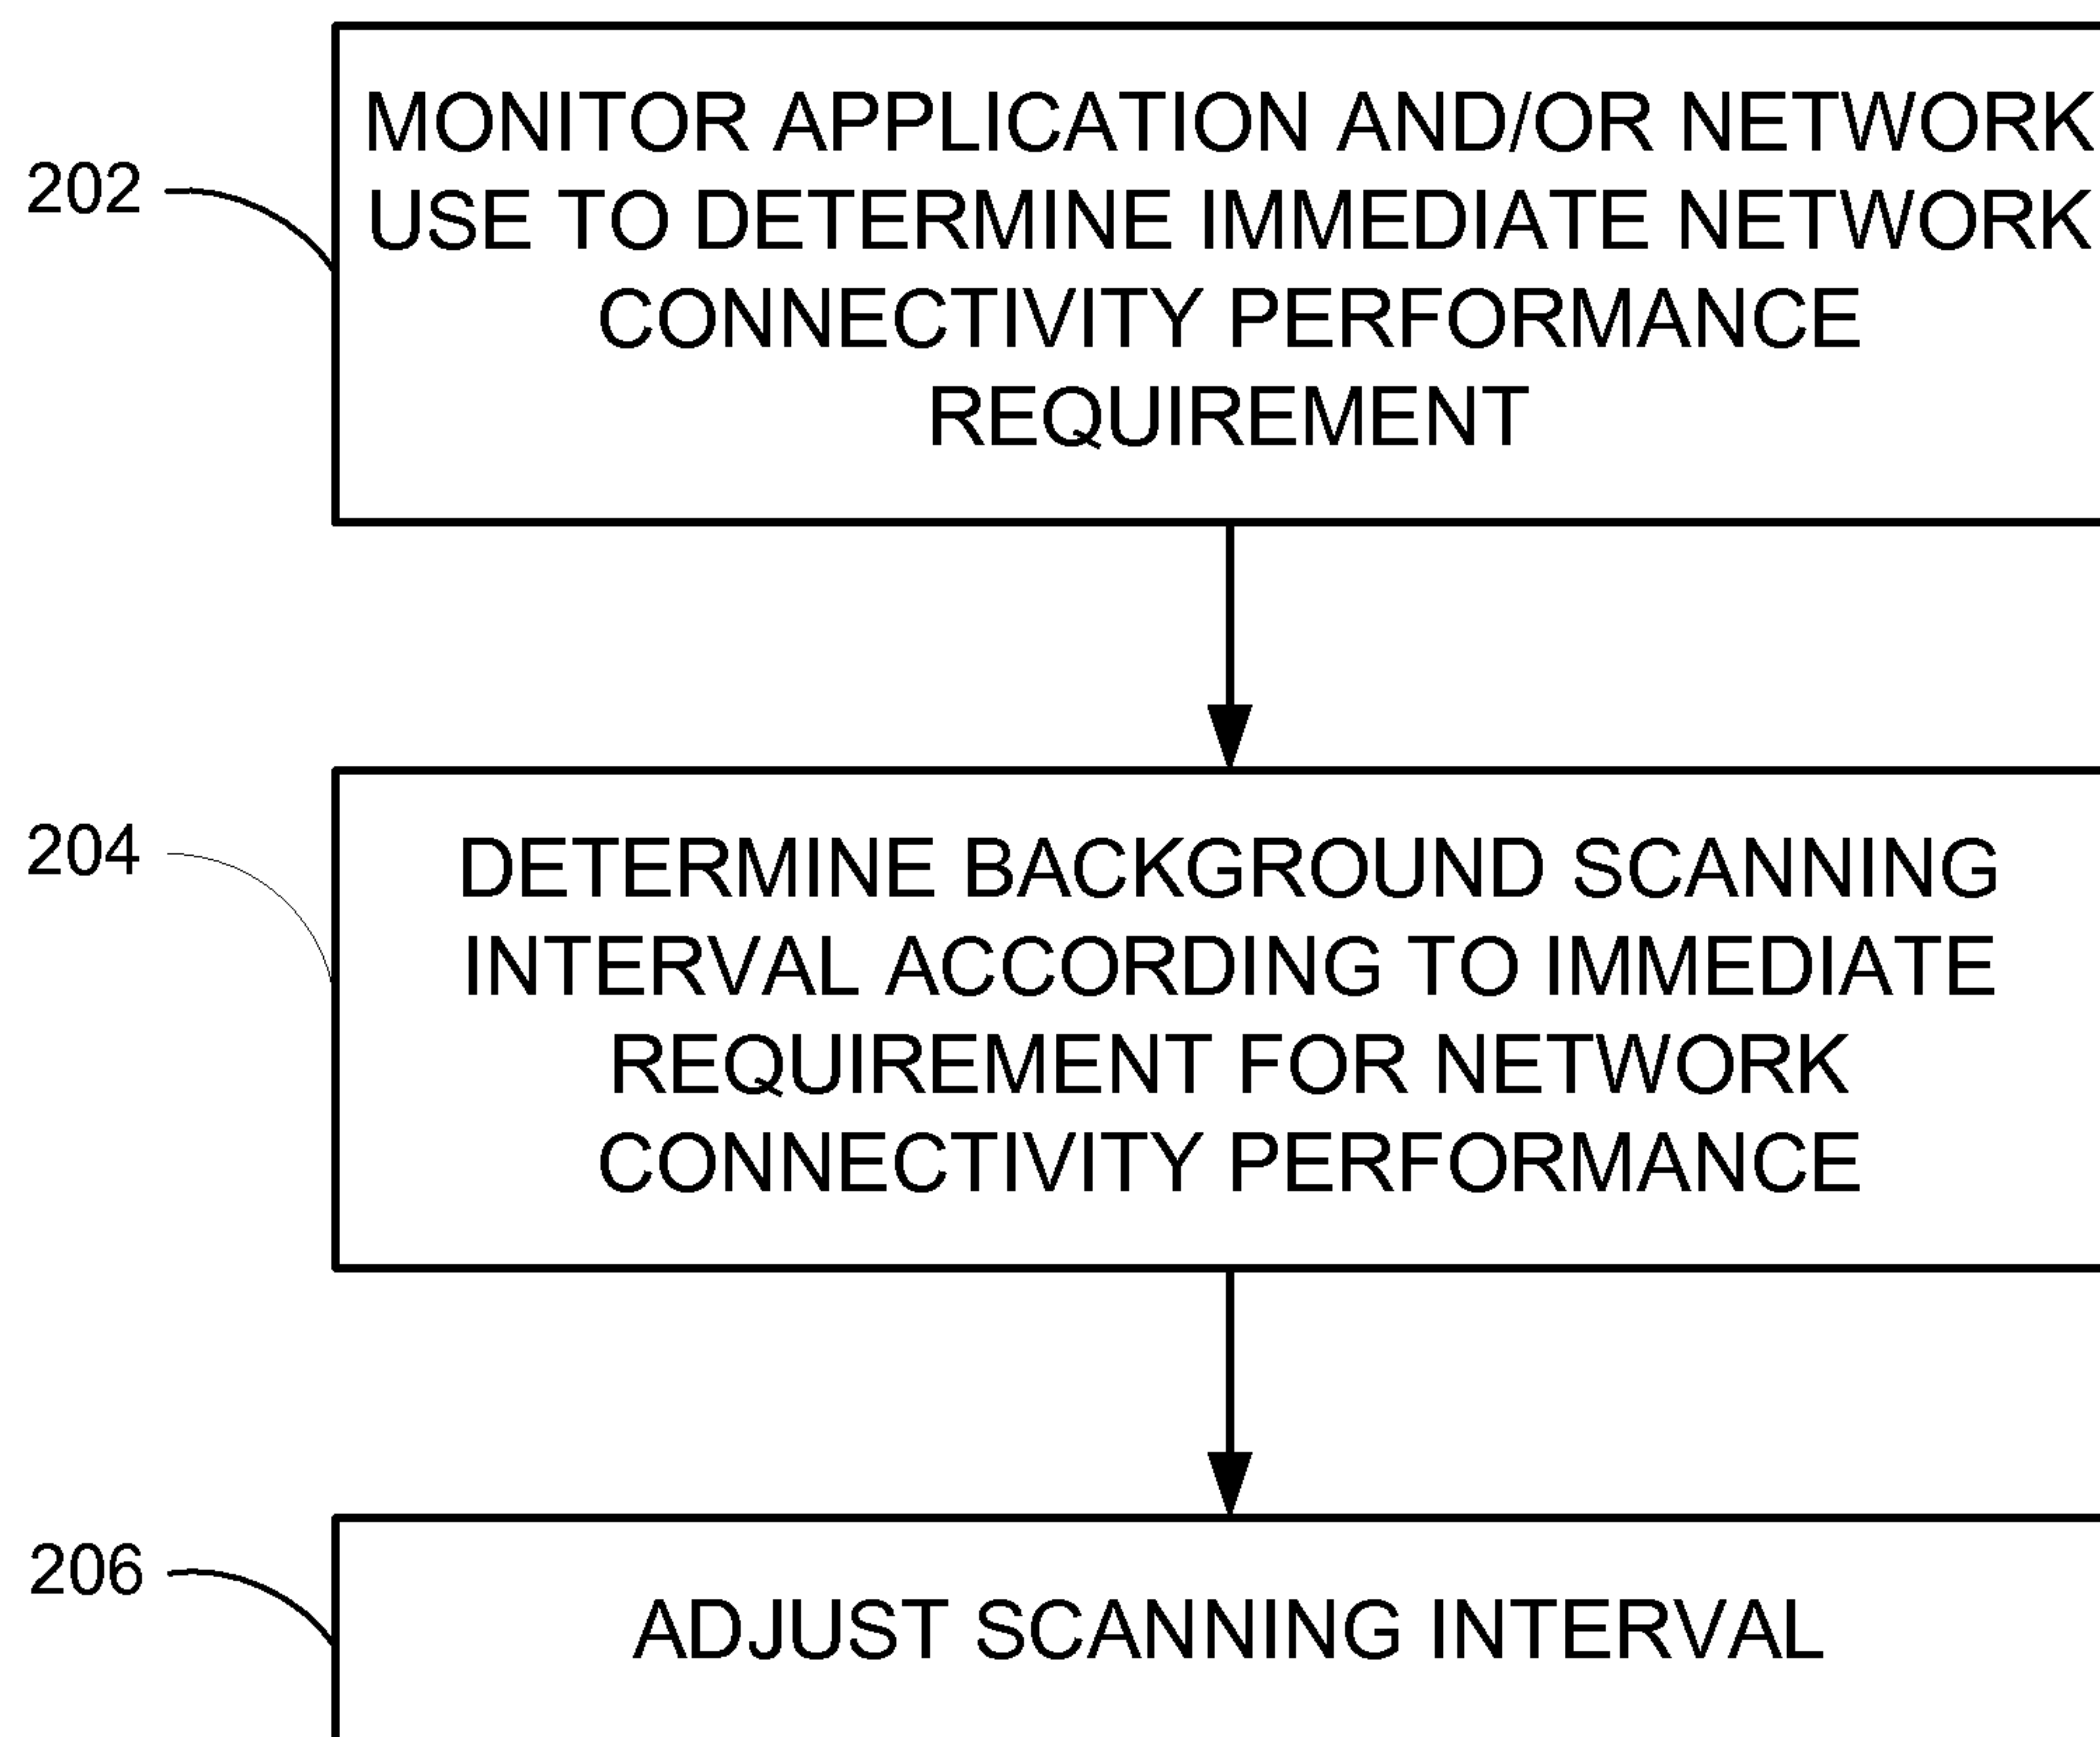 202
MONITOR APPLICATION AND/OR NETWORK
USE TO DETERMINE IMMEDIATE NETWORK
CONNECTIVITY PERFORMANCE
REQUIREMENT
204
DETERMINE BACKGROUND SCANNING
INTERVAL ACCORDING TO IMMEDIATE
REQUIREMENT FOR NETWORK
CONNECTIVITY PERFORMANCE
206
ADJUST SCANNING INTERVAL